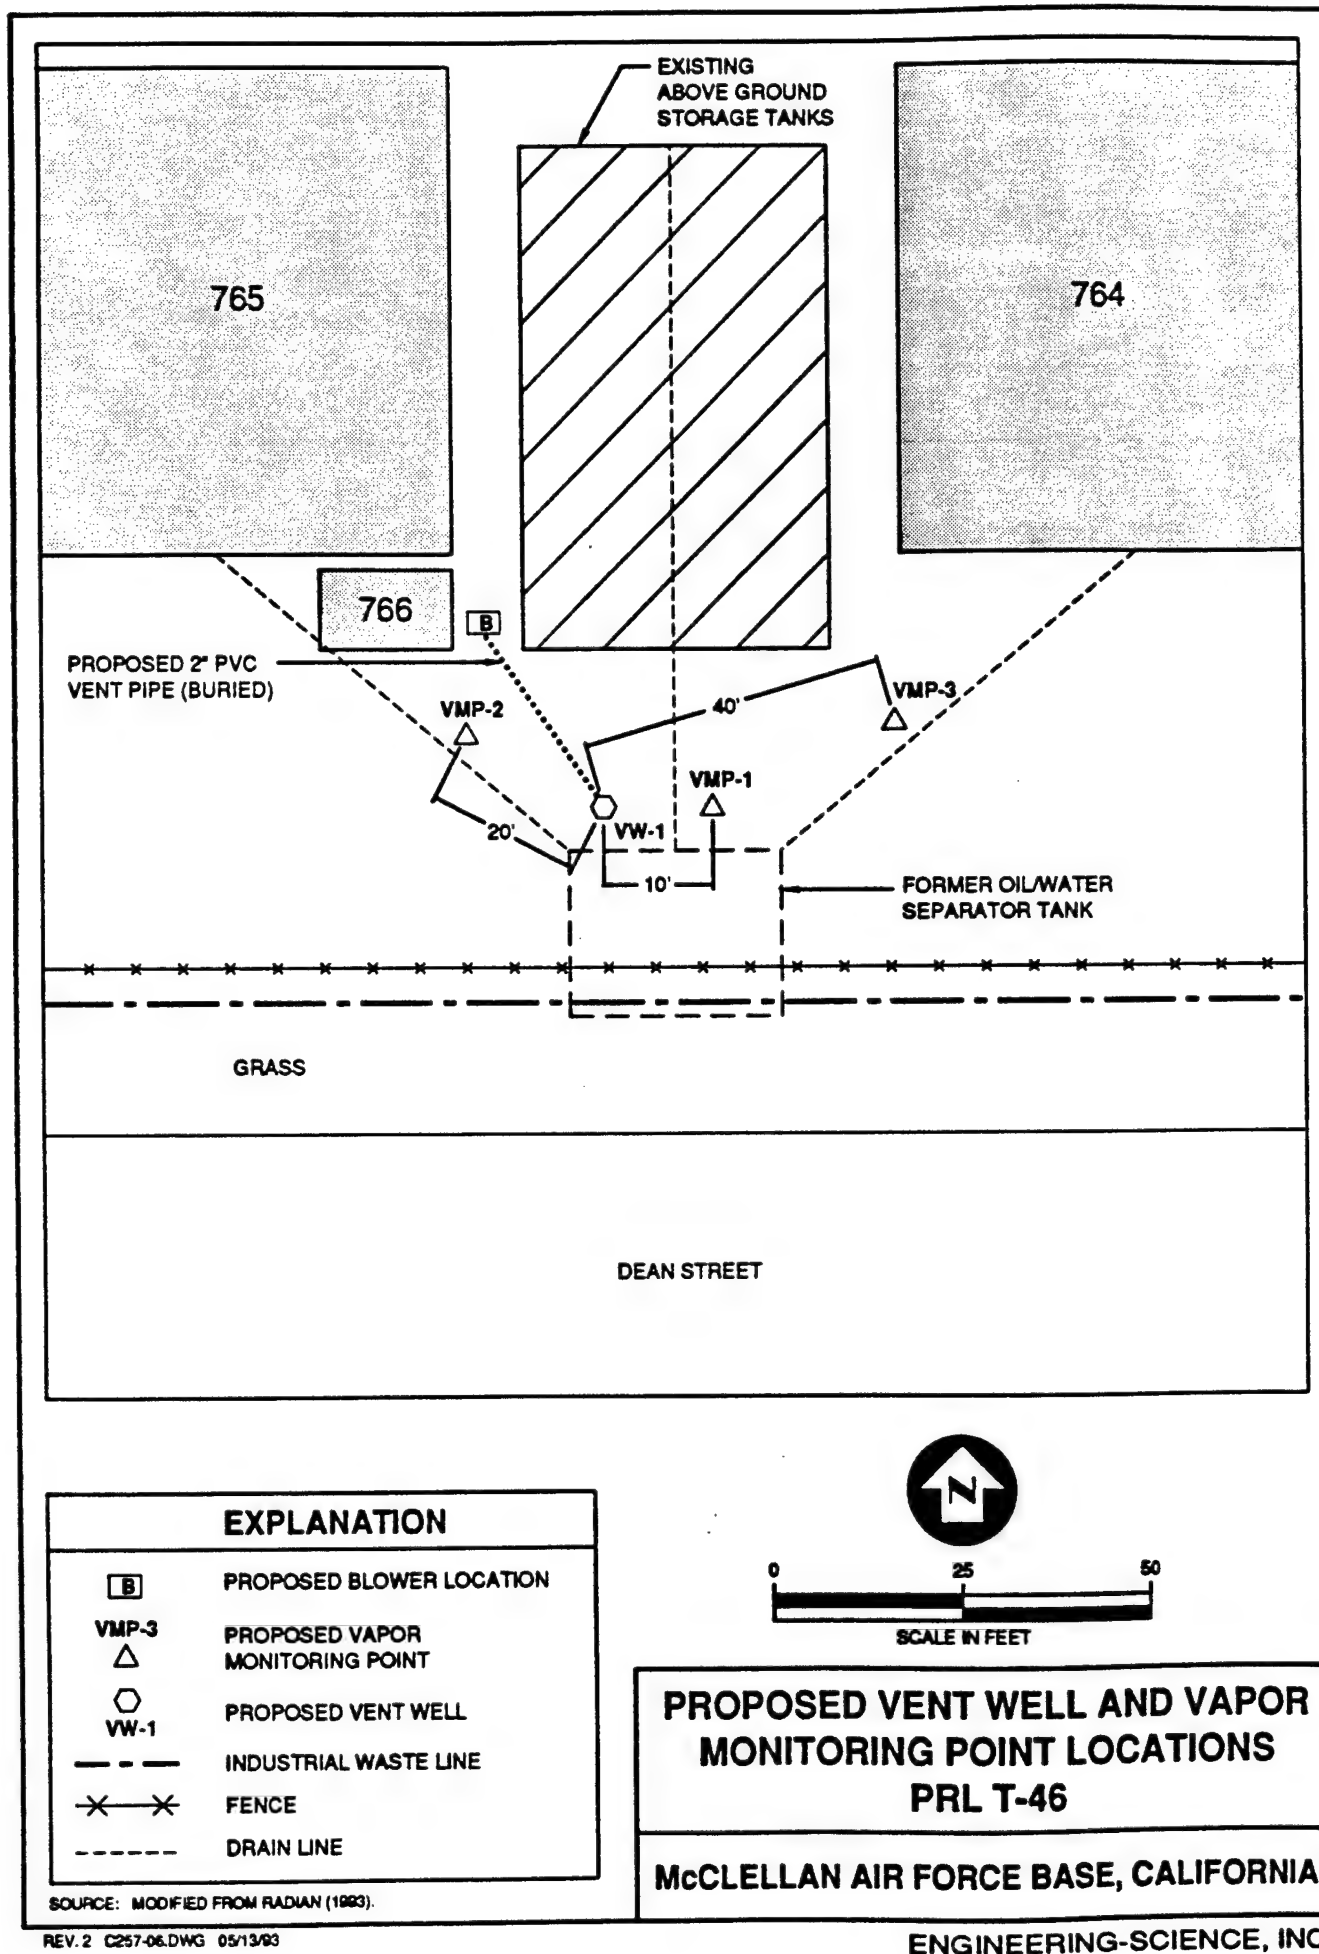 EXISTING
ABOVE GROUND
STORAGE TANKS
765
764
766
B
PROPOSED 2" PVC
VENT PIPE (BURIED)
VMP-2
VMP-3
40'
VMP-1
20'
VW-1
10'
FORMER OIL/WATER
SEPARATOR TANK
GRASS
DEAN STREET
N
EXPLANATION
B PROPOSED BLOWER LOCATION
VMP-3
PROPOSED VAPOR
MONITORING POINT
PROPOSED VENT WELL
VW-1
INDUSTRIAL WASTE LINE
FENCE
DRAIN LINE
0 25 50
SCALE IN FEET
PROPOSED VENT WELL AND VAPOR
MONITORING POINT LOCATIONS
PRL T-46
McCLELLAN AIR FORCE BASE, CALIFORNIA
SOURCE: MODIFIED FROM RADIAN (1993).
REV. 2 C257-06.DWG 05/13/93
ENGINEERING-SCIENCE, INC